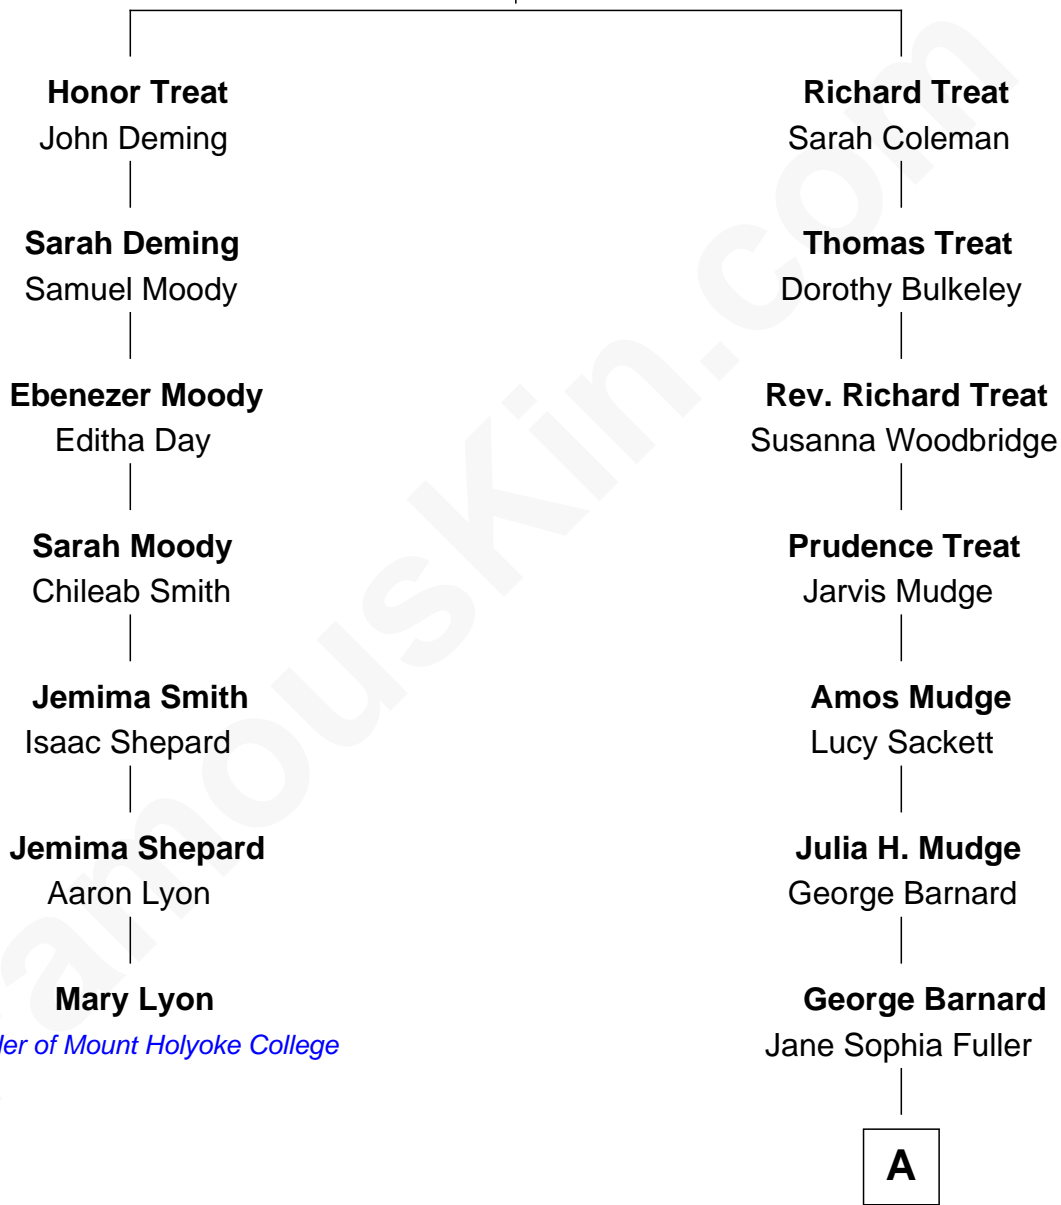 Honor Treat
John Deming
Sarah Deming
Samuel Moody
Ebenezer Moody
Editha Day
Sarah Moody
Chileab Smith
Jemima Smith
Isaac Shepard
Jemima Shepard
Aaron Lyon
Mary Lyon
of Mount Holyoke College
Richard Treat
Sarah Coleman
Thomas Treat
Dorothy Bulkeley
Rev. Richard Treat
Susanna Woodbridge
Prudence Treat
Jarvis Mudge
Amos Mudge
Lucy Sackett
Julia H. Mudge
George Barnard
George Barnard
Jane Sophia Fuller
A
amouskin.com